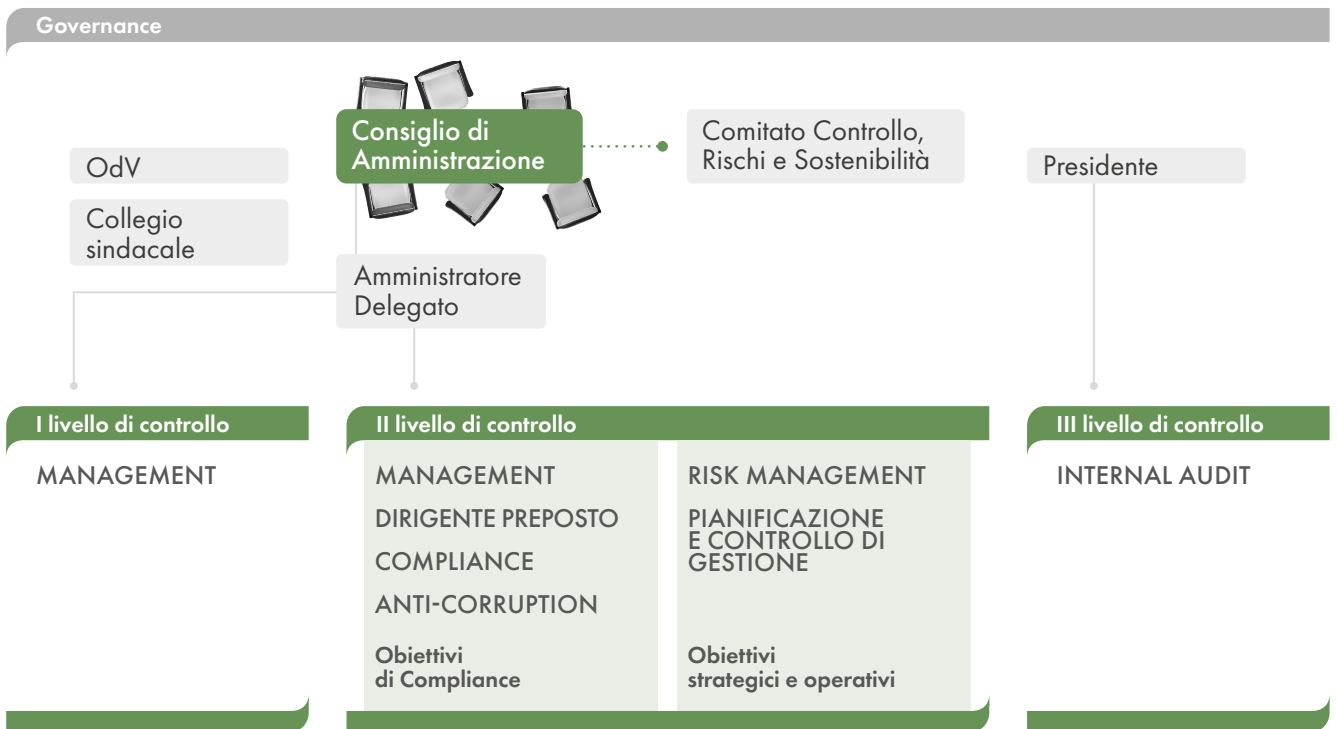 Governance
Consiglio di
Amministrazione
Comitato Controllo,
Rischi e Sostenibilità
OdV
Presidente
Collegio
sindacale
Amministratore
Delegato
I livello di controllo
MANAGEMENT
II livello di controllo
MANAGEMENT
DIRIGENTE PREPOSTO
COMPLIANCE
ANTI-CORRUPTION
Obiettivi
di Compliance
RISK MANAGEMENT
PIANIFICAZIONE
E CONTROLLO DI
GESTIONE
Obiettivi
strategici e operativi
III livello di controllo
INTERNAL AUDIT